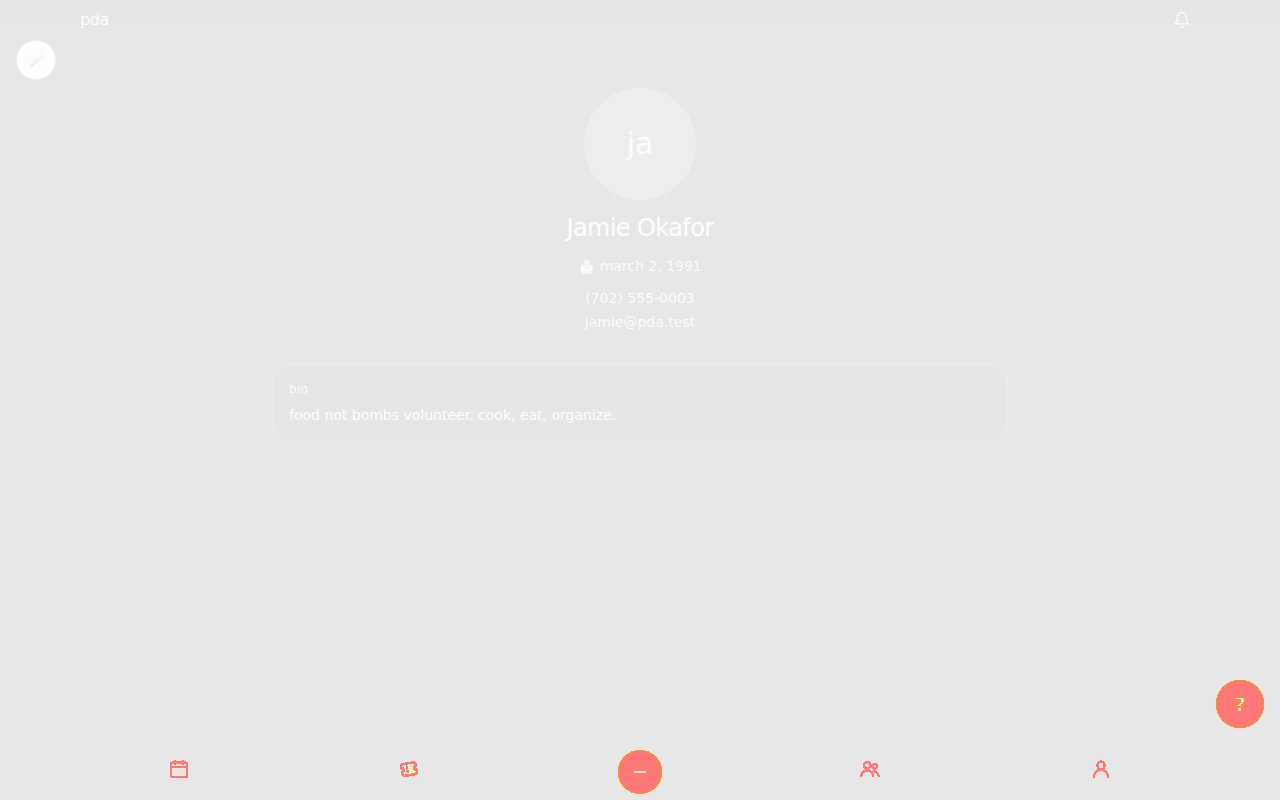 pda
ja
Jamie Okafor
march 2, 1991
(702) 555-0003
jamie@pda.test
bio
food not bombs volunteer. cook, eat, organize.
?